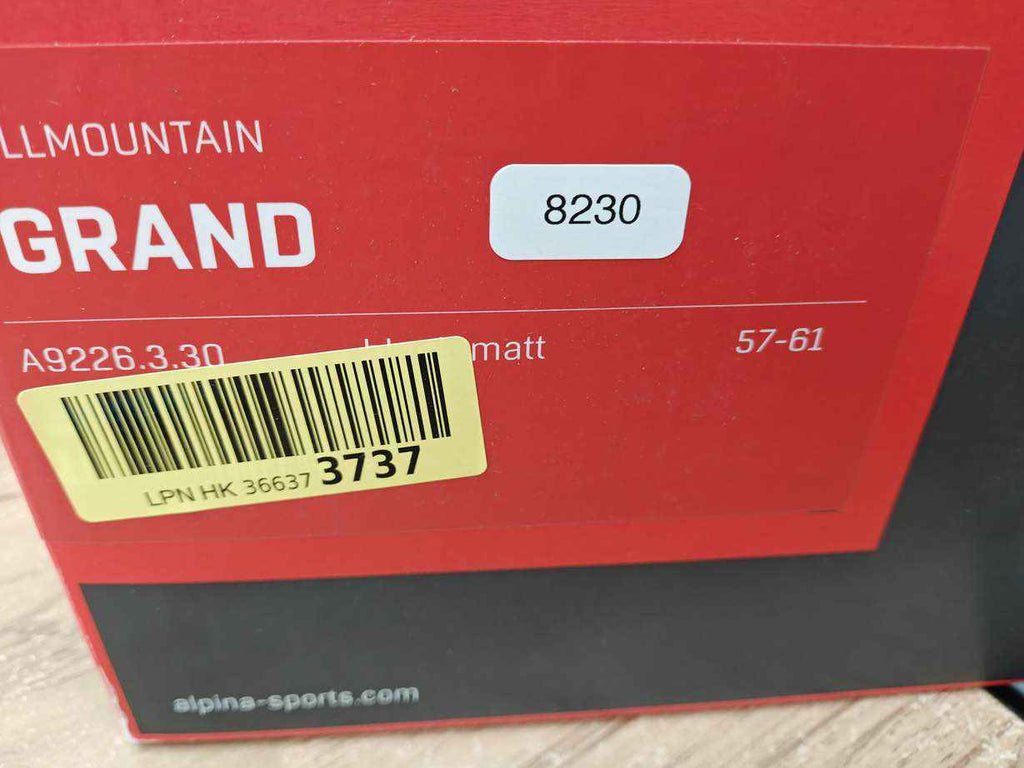 LLMOUNTAIN
GRAND
8230
A9226.3.30 matt 57-61
LPN HK 36637 3737
alpina-sports.com